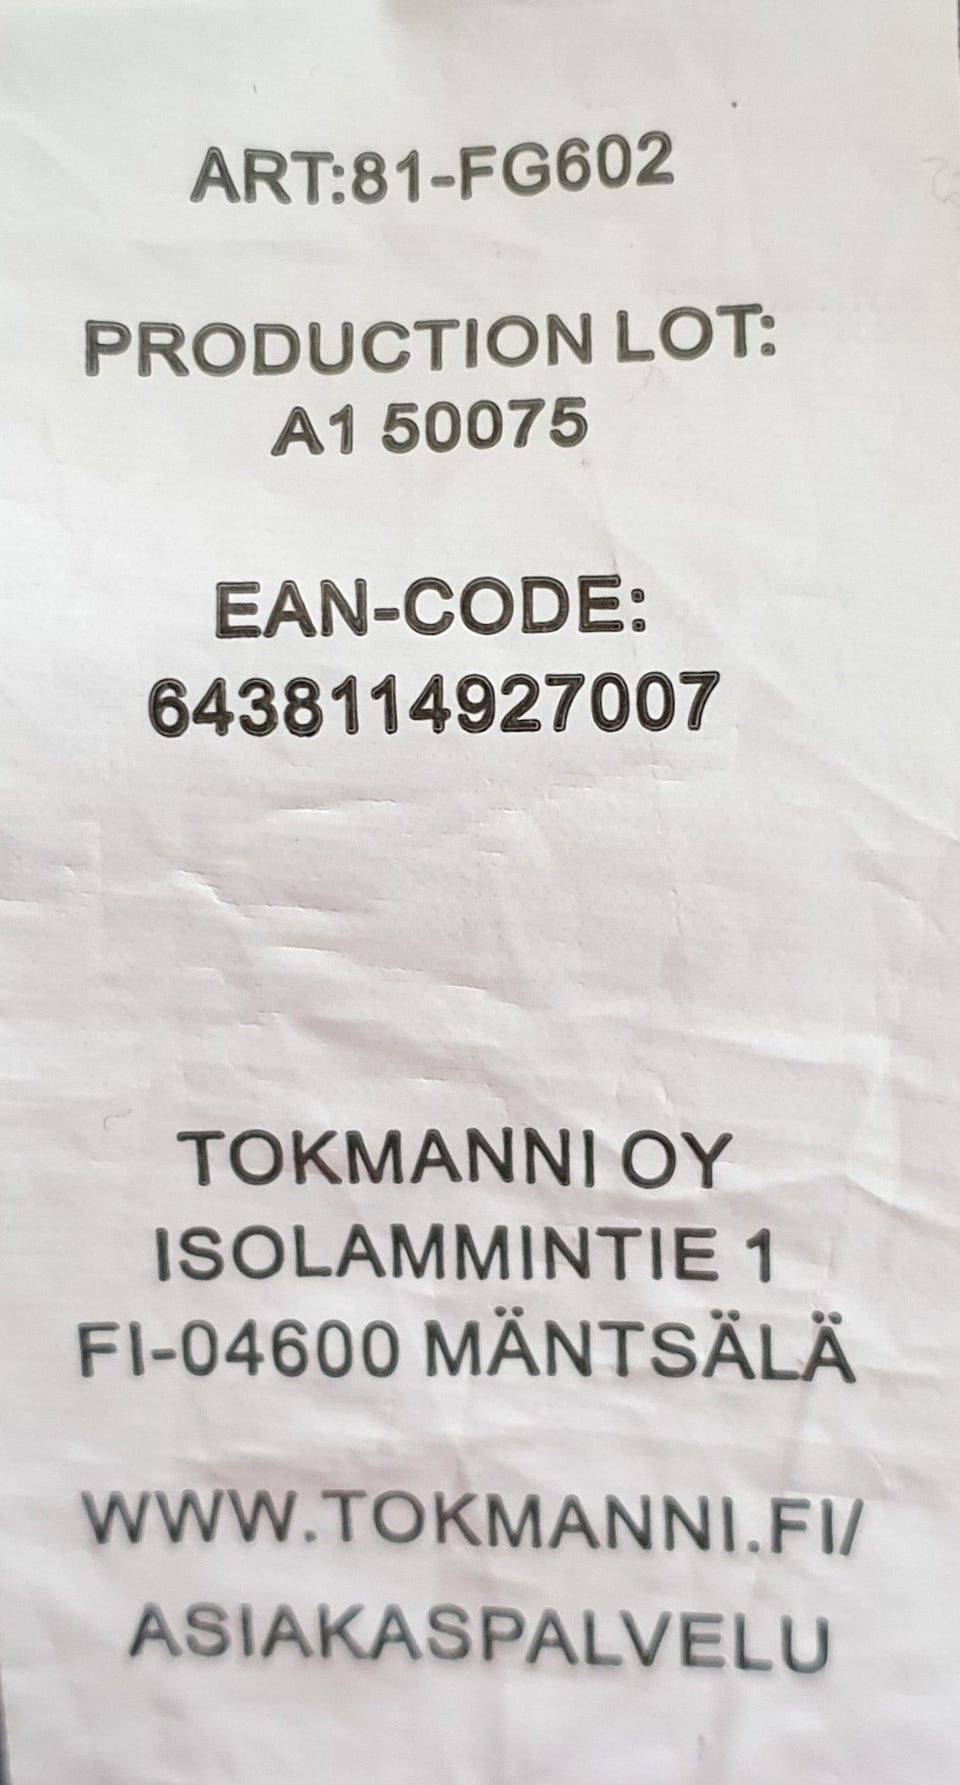 ART:81-FG602
PRODUCTION LOT:
A1 50075
EAN-CODE:
6438114927007
TOKMANNI OY
ISOLAMMINTIE 1
FI-04600 MÄNTSÄLÄ
WWW.TOKMANNI.FI/
ASIAKASPALVELU